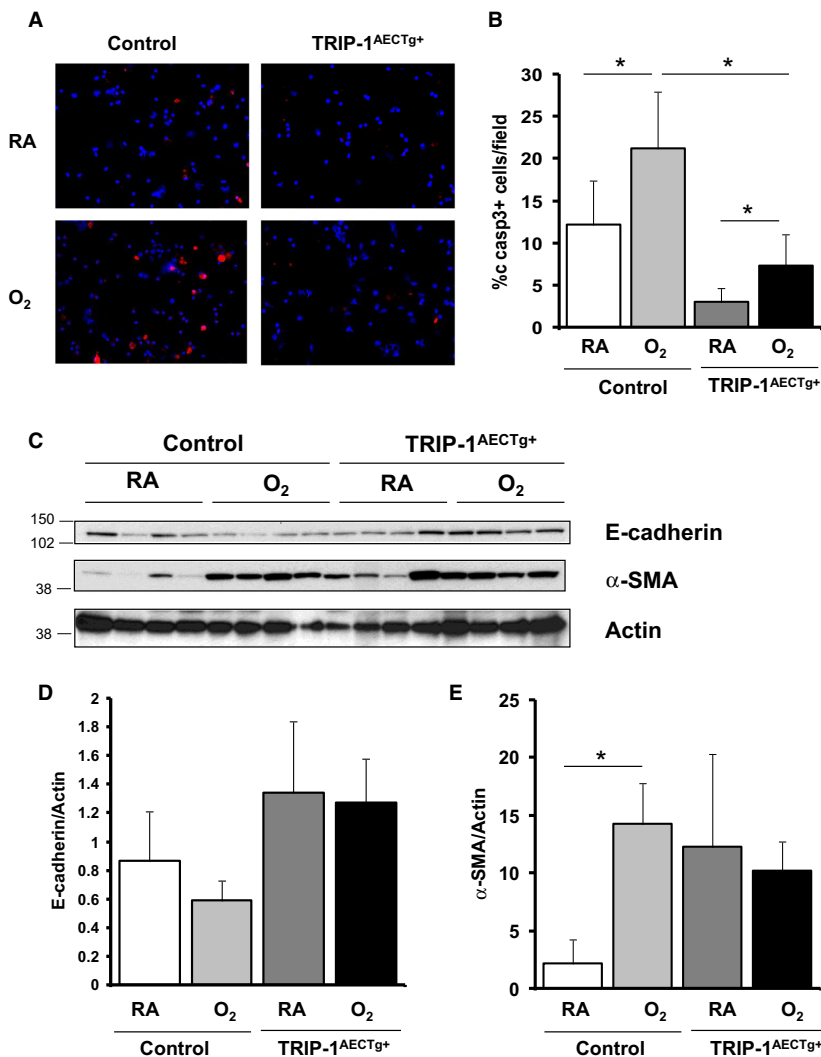 A
Control
TRIP-1AECTg+
RA
O2
B
%c casp3+ cells/field
30
25
20
15
10
5
0
*
*
*
RA O2 RA O2
Control TRIP-1AECTg+
C
Control TRIP-1AECTg+
RA O2 RA O2
150
102
E-cadherin
38
α-SMA
38
Actin
D
E-cadherin/Actin
2
1.8
1.6
1.4
1.2
1
0.8
0.6
0.4
0.2
0
RA O2 RA O2
Control TRIP-1AECTg+
E
α-SMA/Actin
25
20
15
10
5
0
*
RA O2 RA O2
Control TRIP-1AECTg+